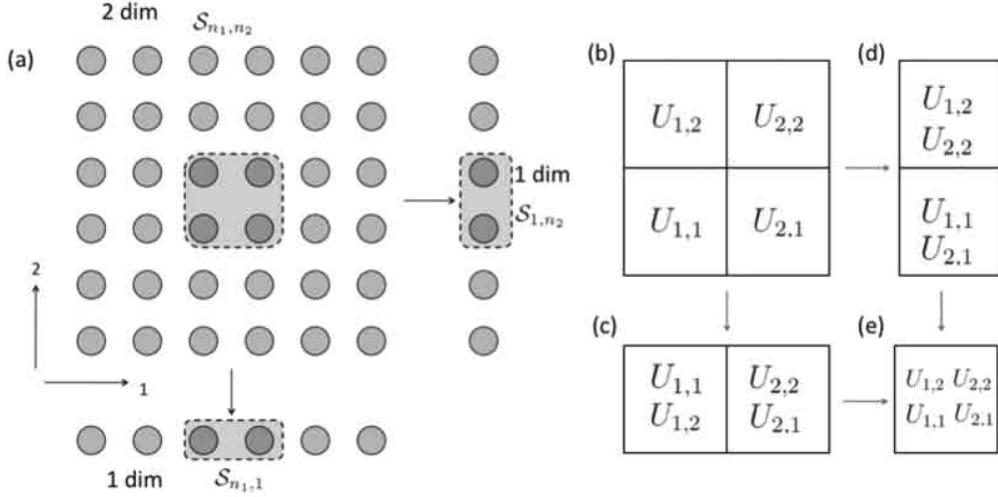 (a)
2 dim
$\mathcal{S}_{n_1,n_2}$
1 dim
$\mathcal{S}_{1,n_2}$
2
1
1 dim
$\mathcal{S}_{n_1,1}$
(b)
$U_{1,2}$ $U_{2,2}$
$U_{1,1}$ $U_{2,1}$
(d)
$U_{1,2}$
$U_{2,2}$
$U_{1,1}$
$U_{2,1}$
(c)
$U_{1,1}$ $U_{2,2}$
$U_{1,2}$ $U_{2,1}$
(e)
$U_{1,2}$ $U_{2,2}$
$U_{1,1}$ $U_{2,1}$